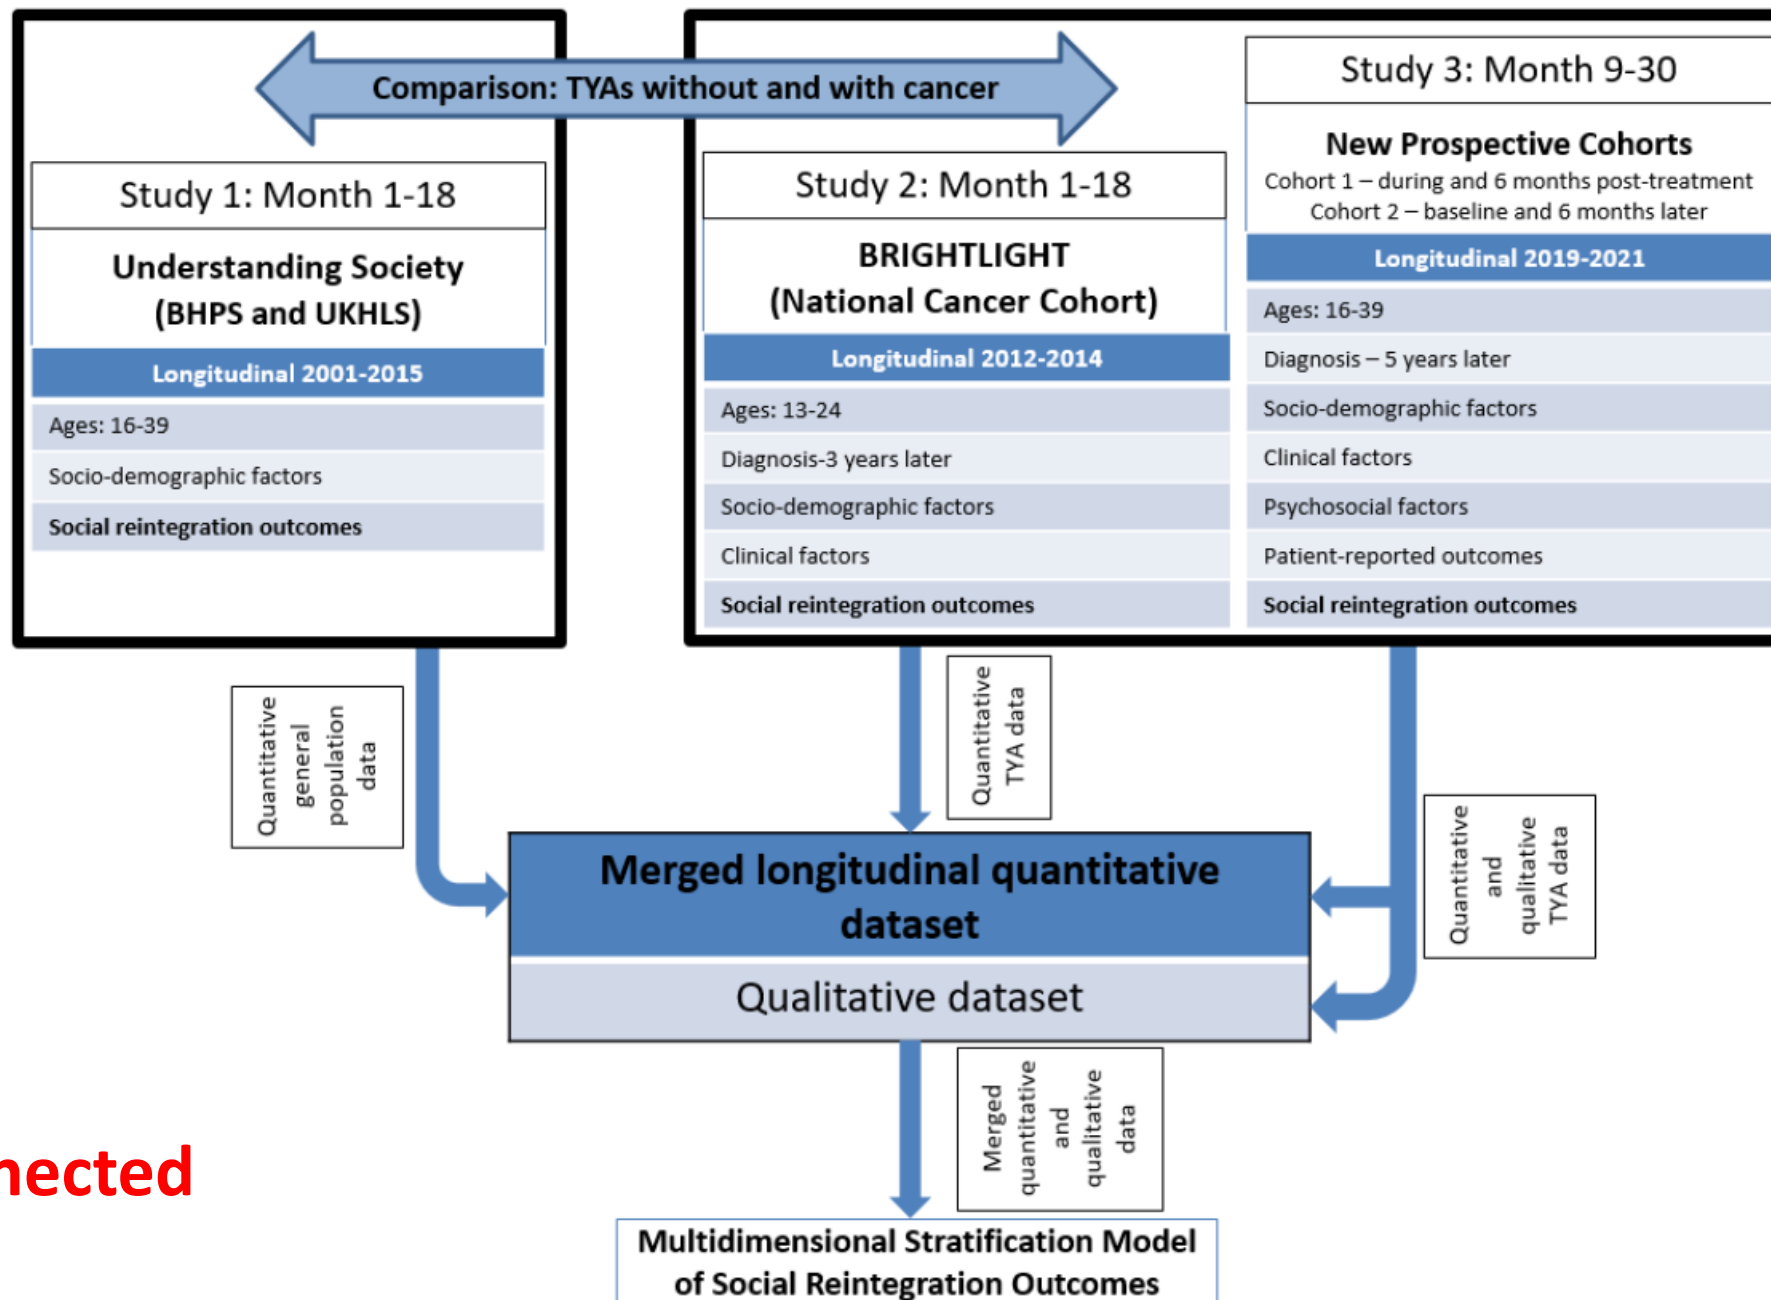 Comparison: TYAs without and with cancer
Study 1: Month 1-18
Understanding Society
(BHPS and UKHLS)
Longitudinal 2001-2015
Ages: 16-39
Socio-demographic factors
Social reintegration outcomes
Study 2: Month 1-18
BRIGHTLIGHT
(National Cancer Cohort)
Longitudinal 2012-2014
Ages: 13-24
Diagnosis-3 years later
Socio-demographic factors
Clinical factors
Social reintegration outcomes
Study 3: Month 9-30
New Prospective Cohorts
Cohort 1 – during and 6 months post-treatment
Cohort 2 – baseline and 6 months later
Longitudinal 2019-2021
Ages: 16-39
Diagnosis – 5 years later
Socio-demographic factors
Clinical factors
Psychosocial factors
Patient-reported outcomes
Social reintegration outcomes
Quantitative
general
population
data
Quantitative
TYA data
Quantitative
and
qualitative
TYA data
Merged longitudinal quantitative
dataset
Qualitative dataset
Merged
quantitative
and
qualitative
data
nected
Multidimensional Stratification Model
of Social Reintegration Outcomes